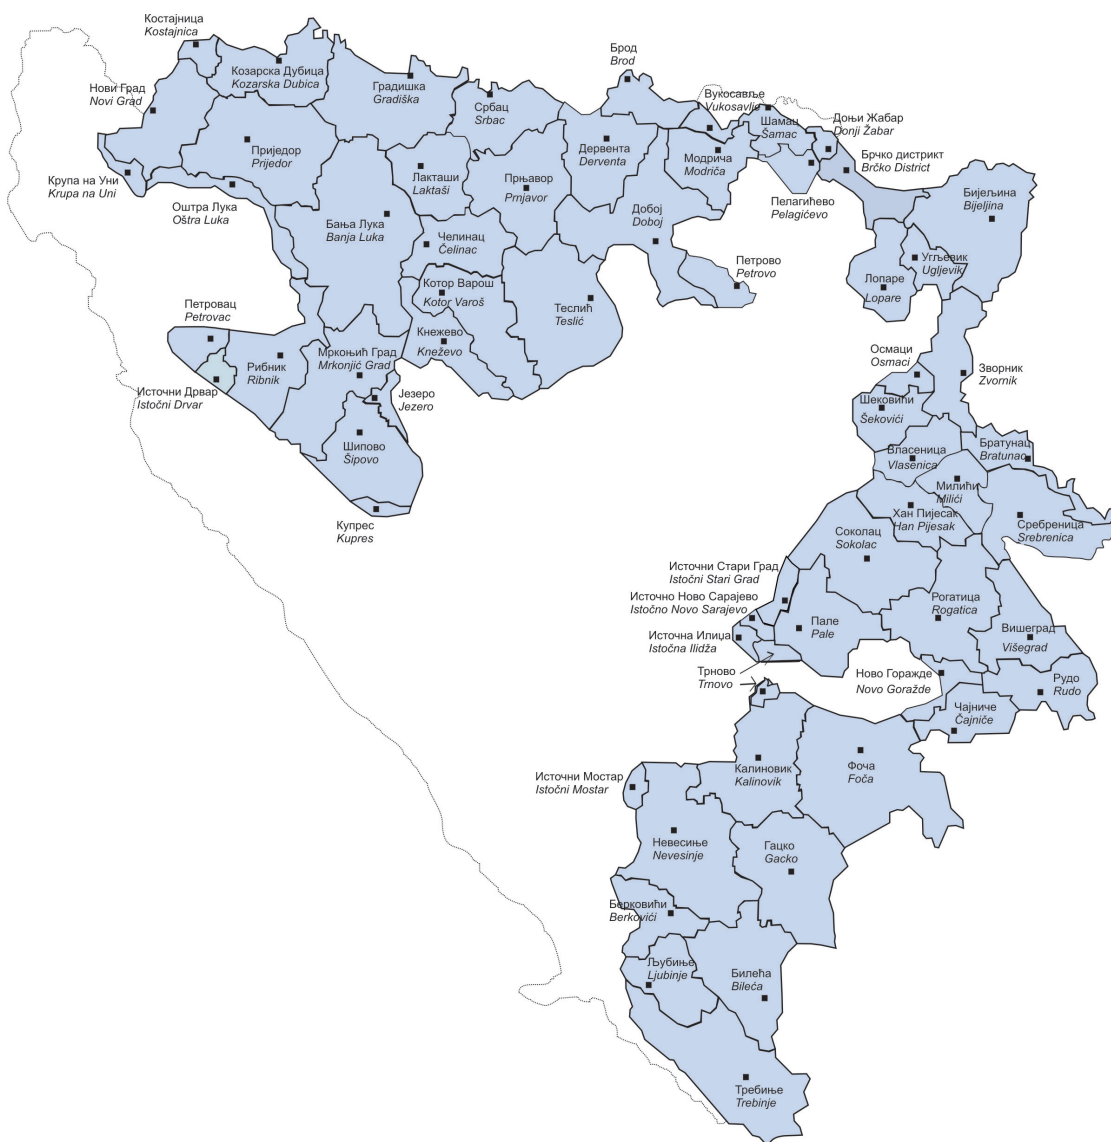 Костајница
Kostajnica
Козарска Дубица
Kozarska Dubica
Градишка
Gradiška
Брод
Brod
Нови Град
Novi Grad
Србац
Srbac
Вукосавље
Vukosavlje
Шамац
Šamac
Доњи Жабар
Donji Žabar
Приједор
Prijedor
Дервента
Derventa
Модрича
Modriča
Брчко дистрикт
Brčko District
Крупа на Уни
Krupa na Uni
Лакташи
Laktaši
Прњавор
Prnjavor
Бијељина
Bijeljina
Оштра Лука
Oštra Luka
Пелагићево
Pelagićevo
Бања Лука
Banja Luka
Добој
Doboj
Челинац
Čelinac
Угљевик
Ugljevik
Петрово
Petrovo
Котор Варош
Kotor Varoš
Лопаре
Lopare
Теслић
Teslić
Петровац
Petrovac
Кнежево
Kneževo
Осмаци
Osmaci
Рибник
Ribnik
Мркоњић Град
Mrkonjić Grad
Зворник
Zvornik
Источни Дрвар
Istočni Drvar
Језеро
Jezero
Шековићи
Šekovići
Шипово
Šipovo
Власеница
Vlasenica
Братунац
Bratunac
Милићи
Milići
Купрес
Kupres
Хан Пијесак
Han Pijesak
Сребреница
Srebrenica
Соколац
Sokolac
Источни Стари Град
Istočni Stari Grad
Источно Ново Сарајево
Istočno Novo Sarajevo
Рогатица
Rogatica
Пале
Pale
Источна Илиџа
Istočna Ilidža
Вишеград
Višegrad
Трново
Trnovo
Ново Горажде
Novo Goražde
Рудо
Rudo
Чајниче
Čajniče
Калиновик
Kalinovik
Фоча
Foča
Источни Мостар
Istočni Mostar
Невесиње
Nevesinje
Гацко
Gacko
Берковићи
Berkovići
Љубиње
Ljubinje
Билећа
Bileća
Требиње
Trebinje